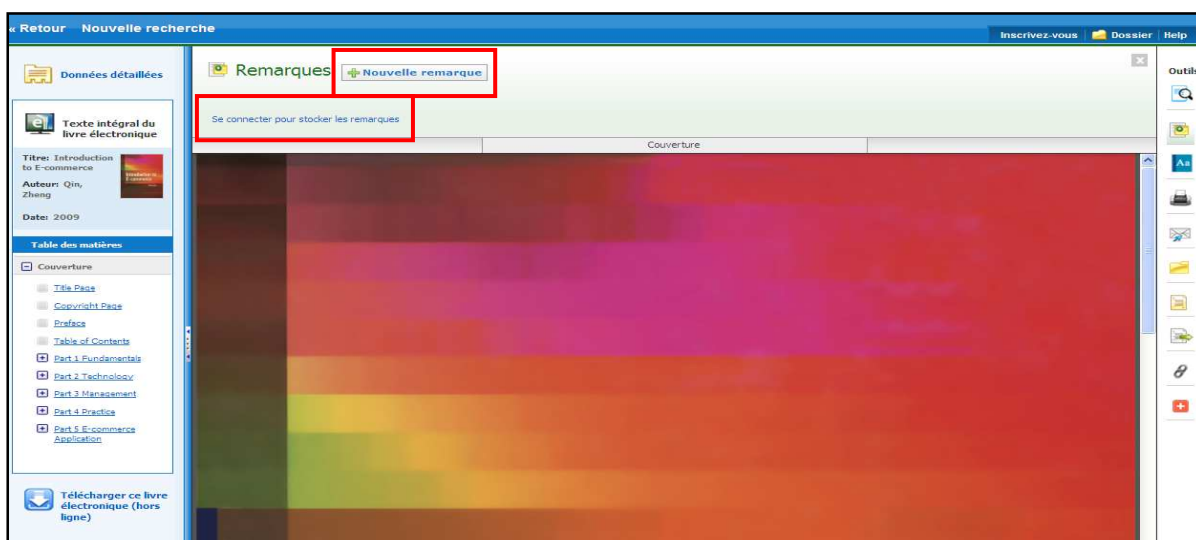 « Retour Nouvelle recherche
Inscrivez-vous Dossier Help
Données détaillées
Texte intégral du
livre électronique
Titre: Introduction
to E-commerce
Auteur: Qin,
Zheng
Date: 2009
Table des matières
Couverture
Title Page
Copyright Page
Preface
Table of Contents
Part 1 Fundamentals
Part 2 Technology
Part 3 Management
Part 4 Practice
Part 5 E-commerce
Application
Télécharger ce livre
électronique (hors
ligne)
Remarques Nouvelle remarque
Se connecter pour stocker les remarques
Couverture
Outils
Aa